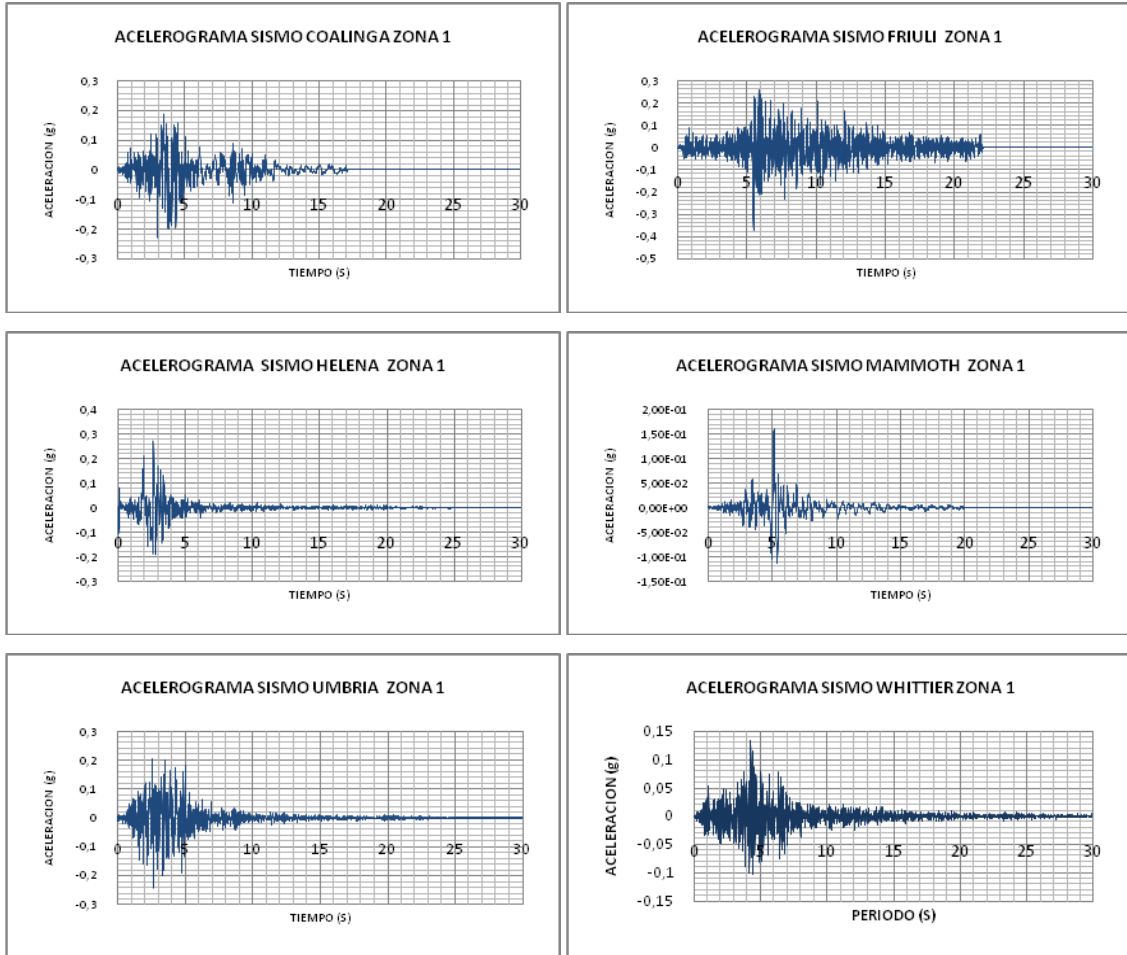 ACELEROGRAMA SISMO COALINGA ZONA 1
ACELERACION (g)
0,3
0,2
0,1
0
-0,1
-0,2
-0,3
0 5 10 15 20 25 30
TIEMPO (S)
ACELEROGRAMA SISMO FRIULI ZONA 1
ACELERACION (g)
0,3
0,2
0,1
0
-0,1
-0,2
-0,3
-0,4
-0,5
0 5 10 15 20 25 30
TIEMPO (S)
ACELEROGRAMA SISMO HELENA ZONA 1
ACELERACION (g)
0,4
0,3
0,2
0,1
0
-0,1
-0,2
-0,3
0 5 10 15 20 25 30
TIEMPO (S)
ACELEROGRAMA SISMO MAMMOTH ZONA 1
ACELERACION (g)
2,00E-01
1,50E-01
1,00E-01
5,00E-02
0,00E+00
-5,00E-02
-1,00E-01
-1,50E-01
0 5 10 15 20 25 30
TIEMPO (S)
ACELEROGRAMA SISMO UMBRIA ZONA 1
ACELERACION (g)
0,3
0,2
0,1
0
-0,1
-0,2
-0,3
0 5 10 15 20 25 30
TIEMPO (S)
ACELEROGRAMA SISMO WHITTIER ZONA 1
ACELERACION (g)
0,15
0,1
0,05
0
-0,05
-0,1
-0,15
0 5 10 15 20 25 30
PERIODO (S)